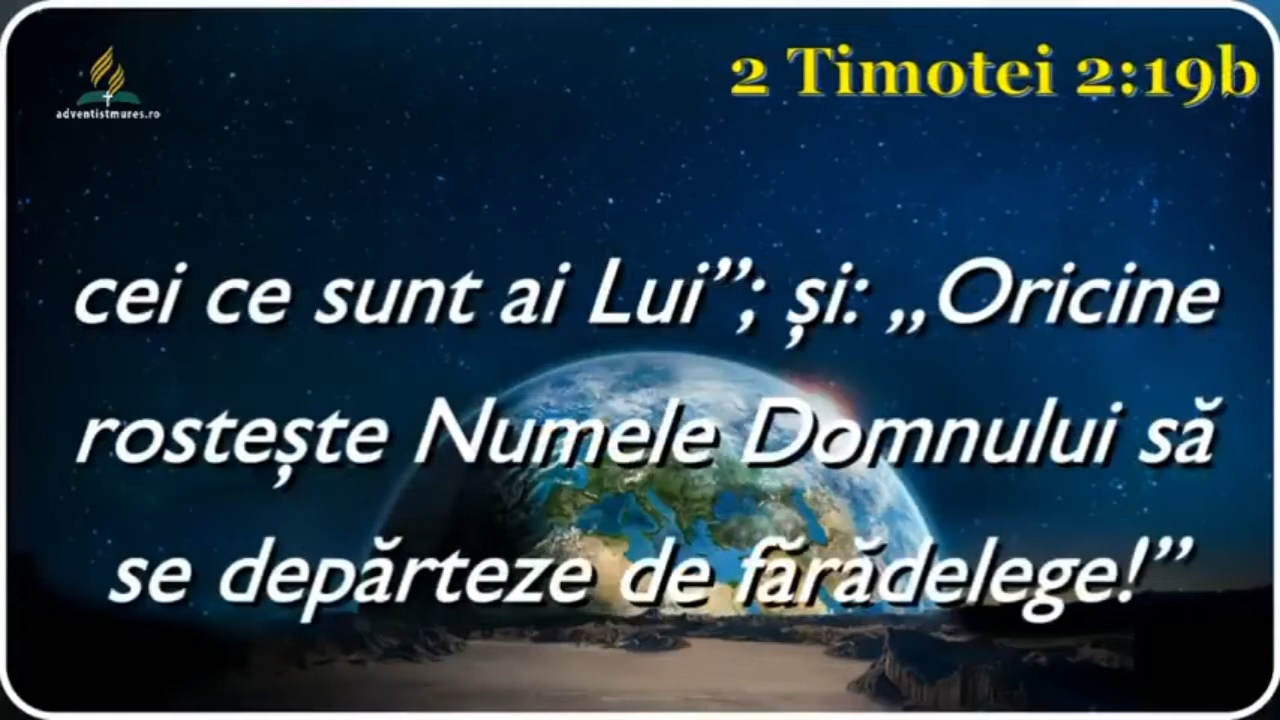 2 Timotei 2:19b
adventistmures.ro
cei ce sunt ai Lui”; și: „Oricine
rostește Numele Domnului să
se depărteze de fărădelege!”